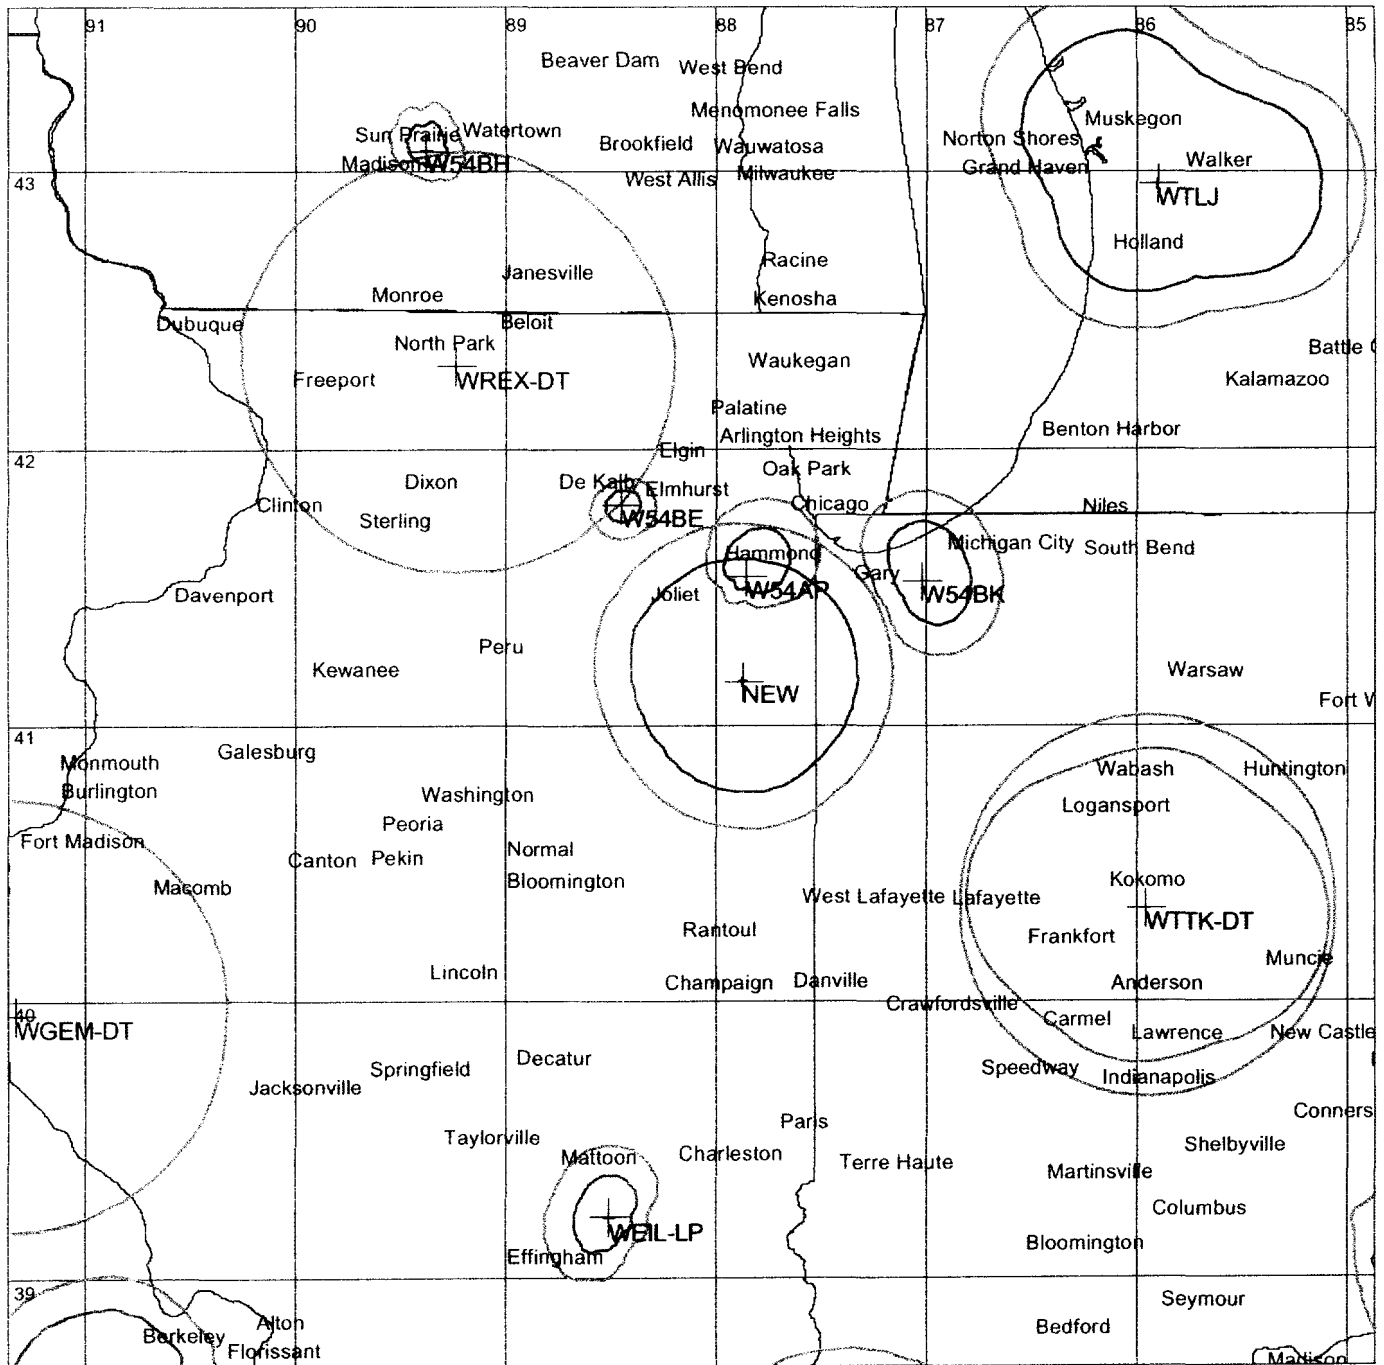 91
90
89
88
87
86
85
Beaver Dam
West Bend
Menomonee Falls
Muskegon
Sun Prairie
Watertown
Brookfield
Wauwatosa
Norton Shores
Walker
Madison
W54BH
West Allis
Milwaukee
Grand Haven
43
WTLJ
Holland
Racine
Janesville
Monroe
Kenosha
Dubuque
Beloit
North Park
Waukegan
Battle C
WREX-DT
Freeport
Kalamazoo
Palatine
Arlington Heights
Benton Harbor
Elgin
42
Oak Park
Dixon
De Kalb
Elmhurst
Clinton
Chicago
Niles
Sterling
W54BE
Hammond
Michigan City
South Bend
Gary
Davenport
Joliet
W54AP
W54BK
Peru
Kewanee
Warsaw
NEW
Fort W
41
Galesburg
Monmouth
Wabash
Huntington
Burlington
Washington
Logansport
Peoria
Fort Madison
Canton
Pekin
Normal
Bloomington
Macomb
Kokomo
West Lafayette
Lafayette
WTTK-DT
Rantoul
Frankfort
Muncie
Lincoln
Champaign
Danville
Anderson
Crawfordsville
40
Carmel
WGEM-DT
Lawrence
New Castle
Decatur
Springfield
Speedway
Indianapolis
Jacksonville
Conners
Paris
Taylorville
Shelbyville
Mattoon
Charleston
Terre Haute
Martinsville
Columbus
WEIL-LP
Bloomington
Effingham
39
Seymour
Alton
Bedford
Berkeley
Florissant
Madison